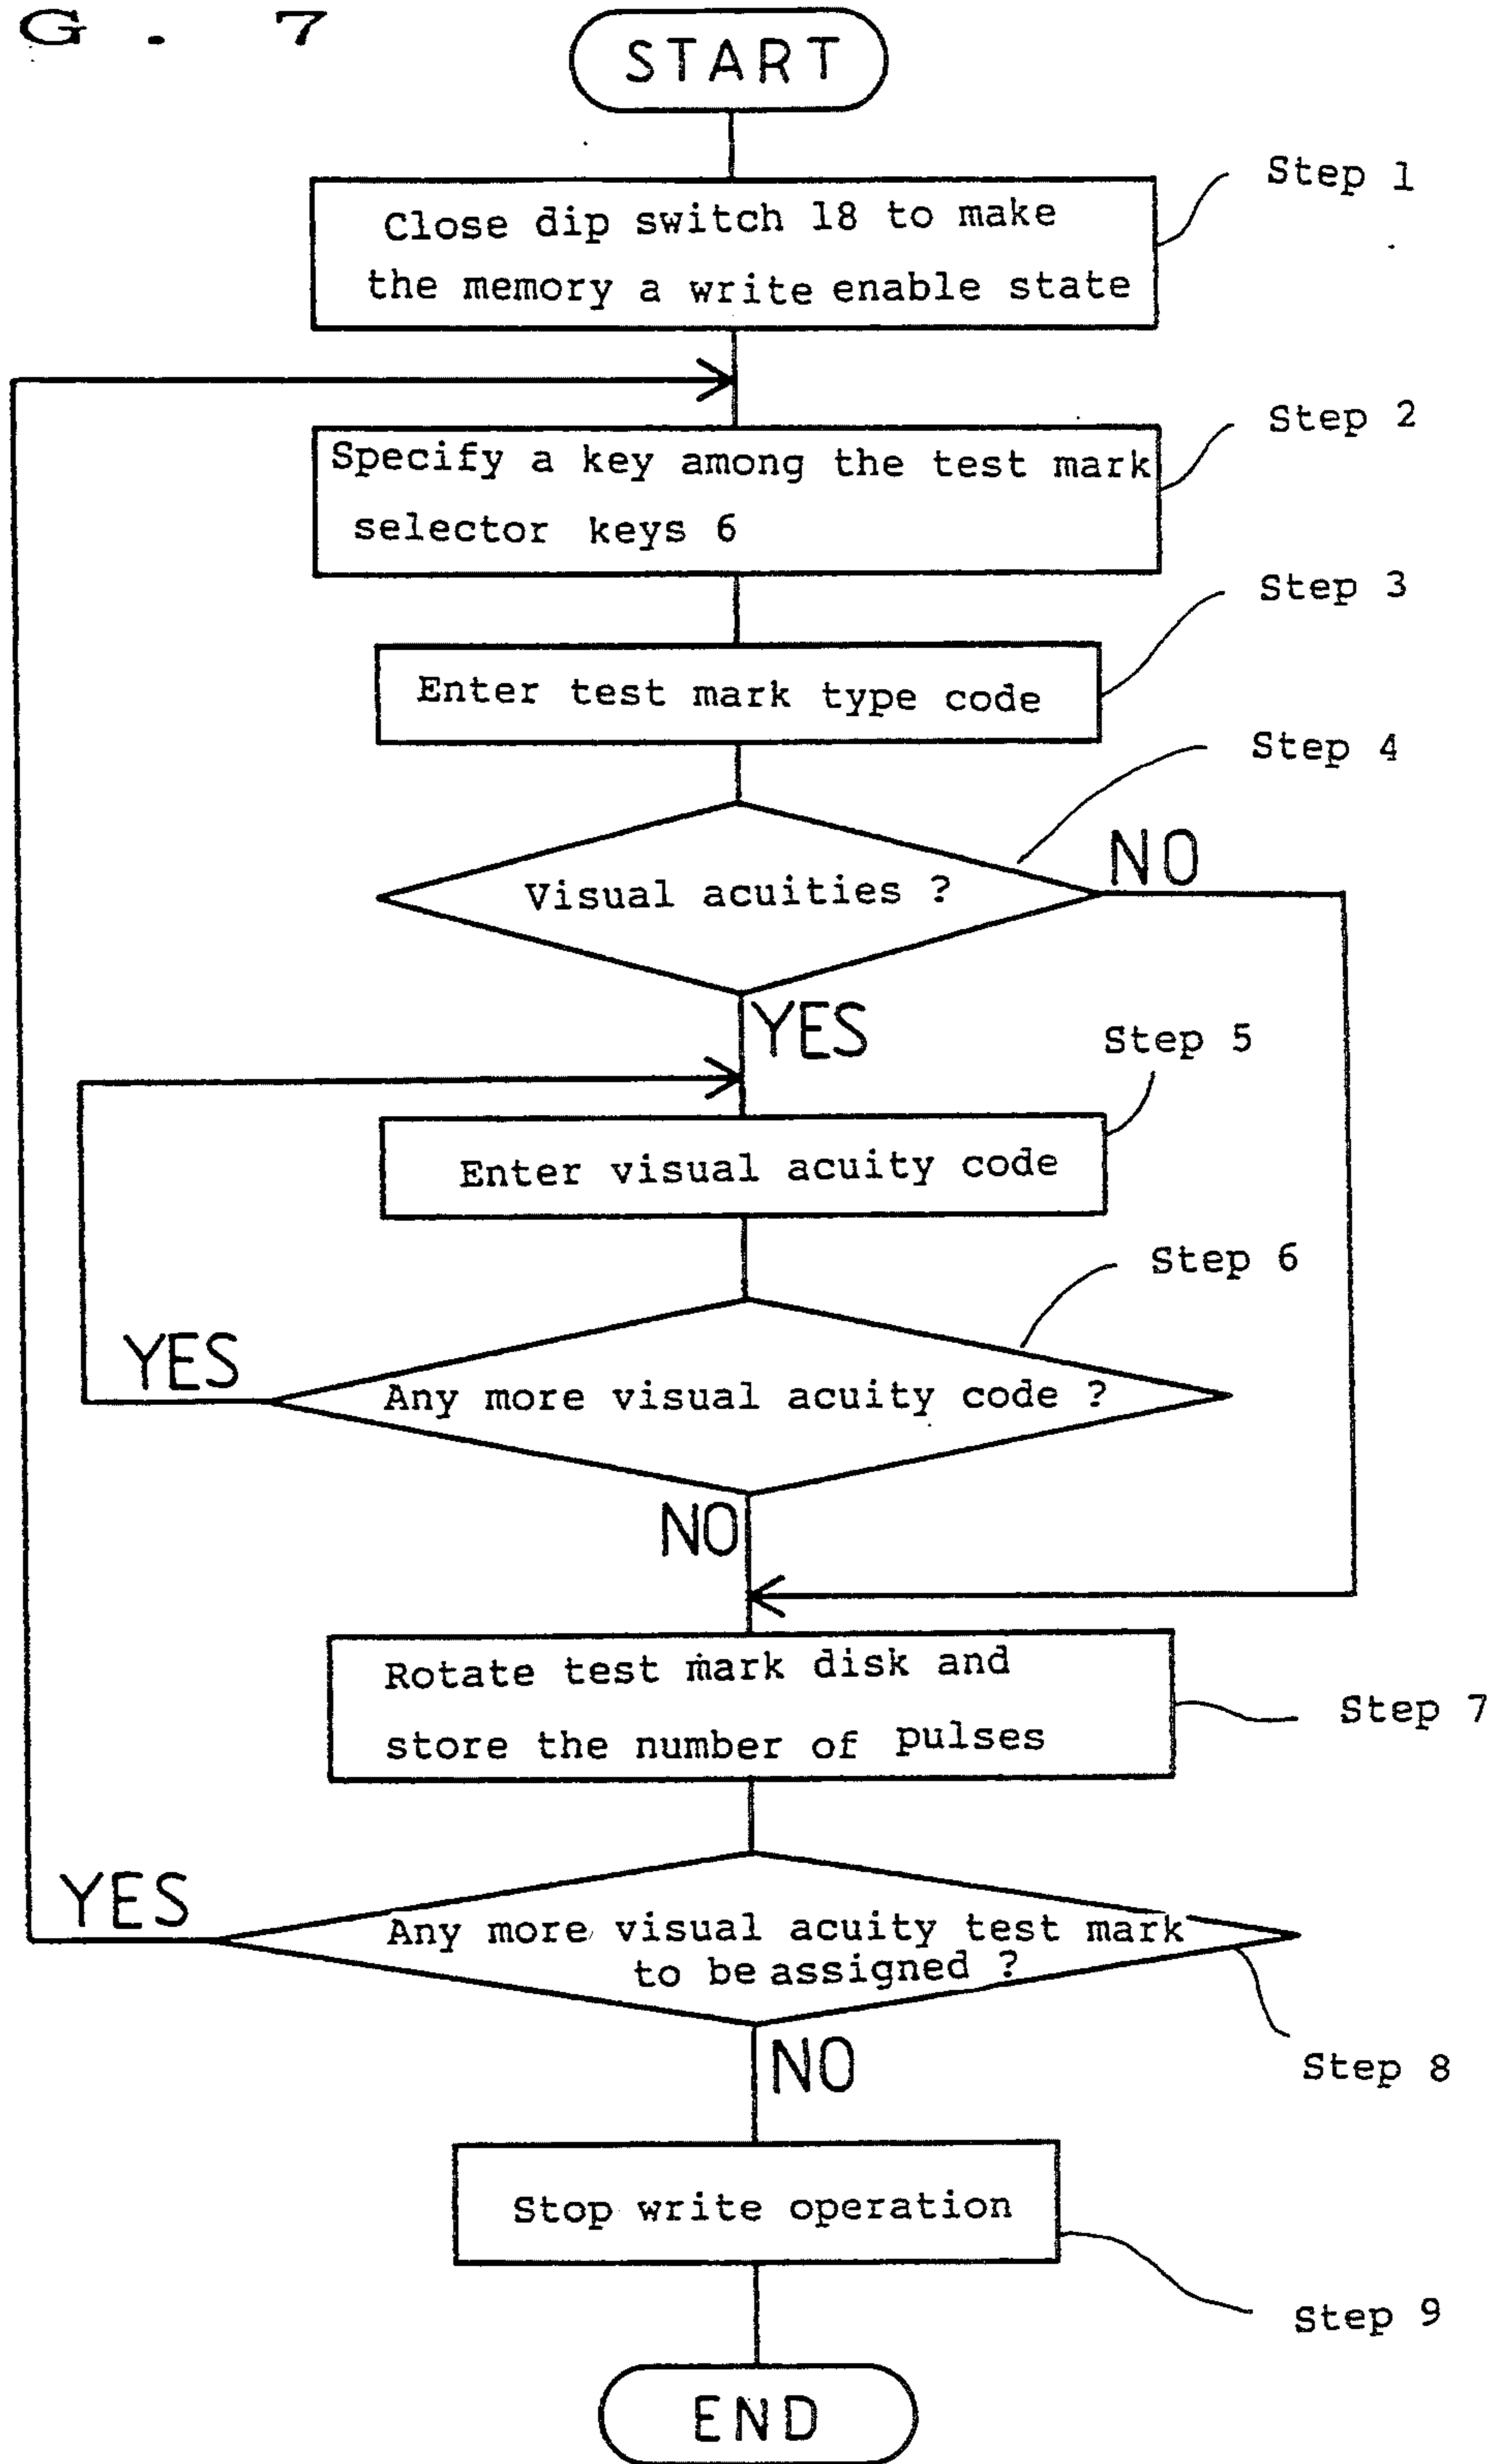 G . 7
START
Step 1
Close dip switch 18 to make
the memory a write enable state
Step 2
Specify a key among the test mark
selector keys 6
Step 3
Enter test mark type code
Step 4
Visual acuities ?
NO
YES
Step 5
Enter visual acuity code
Step 6
YES
Any more visual acuity code ?
NO
Rotate test mark disk and
store the number of pulses
Step 7
YES
Any more visual acuity test mark
to be assigned ?
NO
Step 8
Stop write operation
Step 9
END